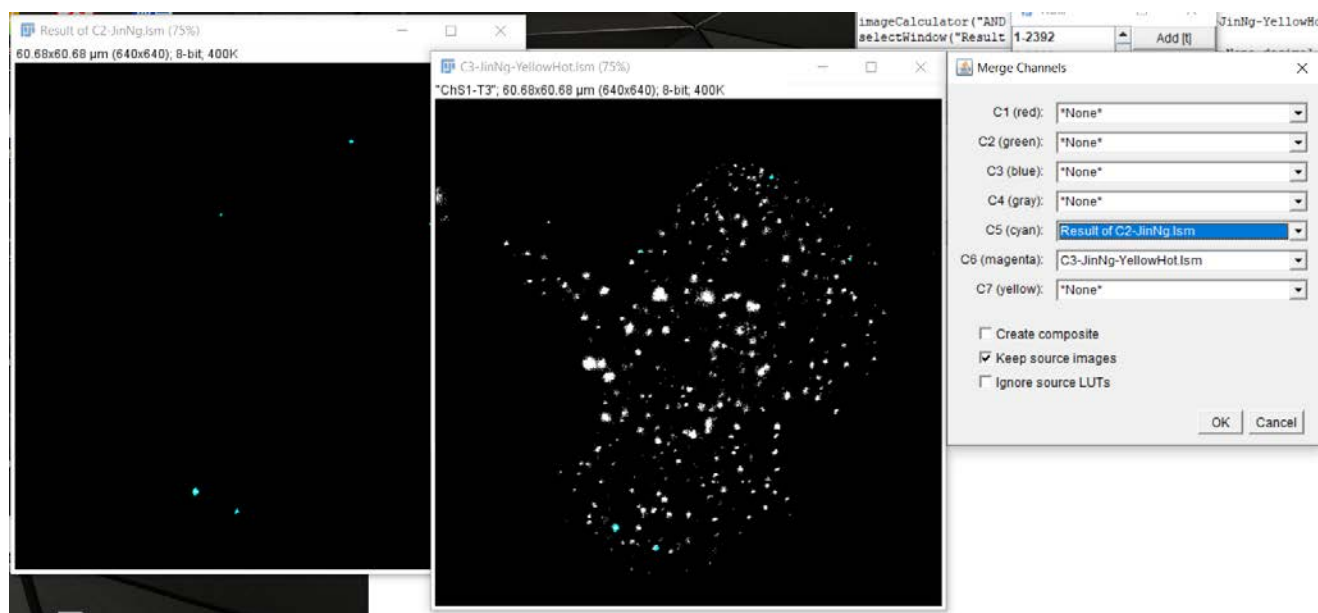 Result of C2-JinNg.lsm (75%)
60.68x60.68 µm (640x640); 8-bit; 400K
C3-JinNg-YellowHot.lsm (75%)
"ChS1-T3"; 60.68x60.68 µm (640x640); 8-bit; 400K
imageCalculator("AND
selectWindow("Result
1-2392
Add [t]
JinNg-YellowHo
Merge Channels
C1 (red): *None*
C2 (green): *None*
C3 (blue): *None*
C4 (gray): *None*
C5 (cyan): Result of C2-JinNg.lsm
C6 (magenta): C3-JinNg-YellowHot.lsm
C7 (yellow): *None*
Create composite
Keep source images
Ignore source LUTs
OK Cancel